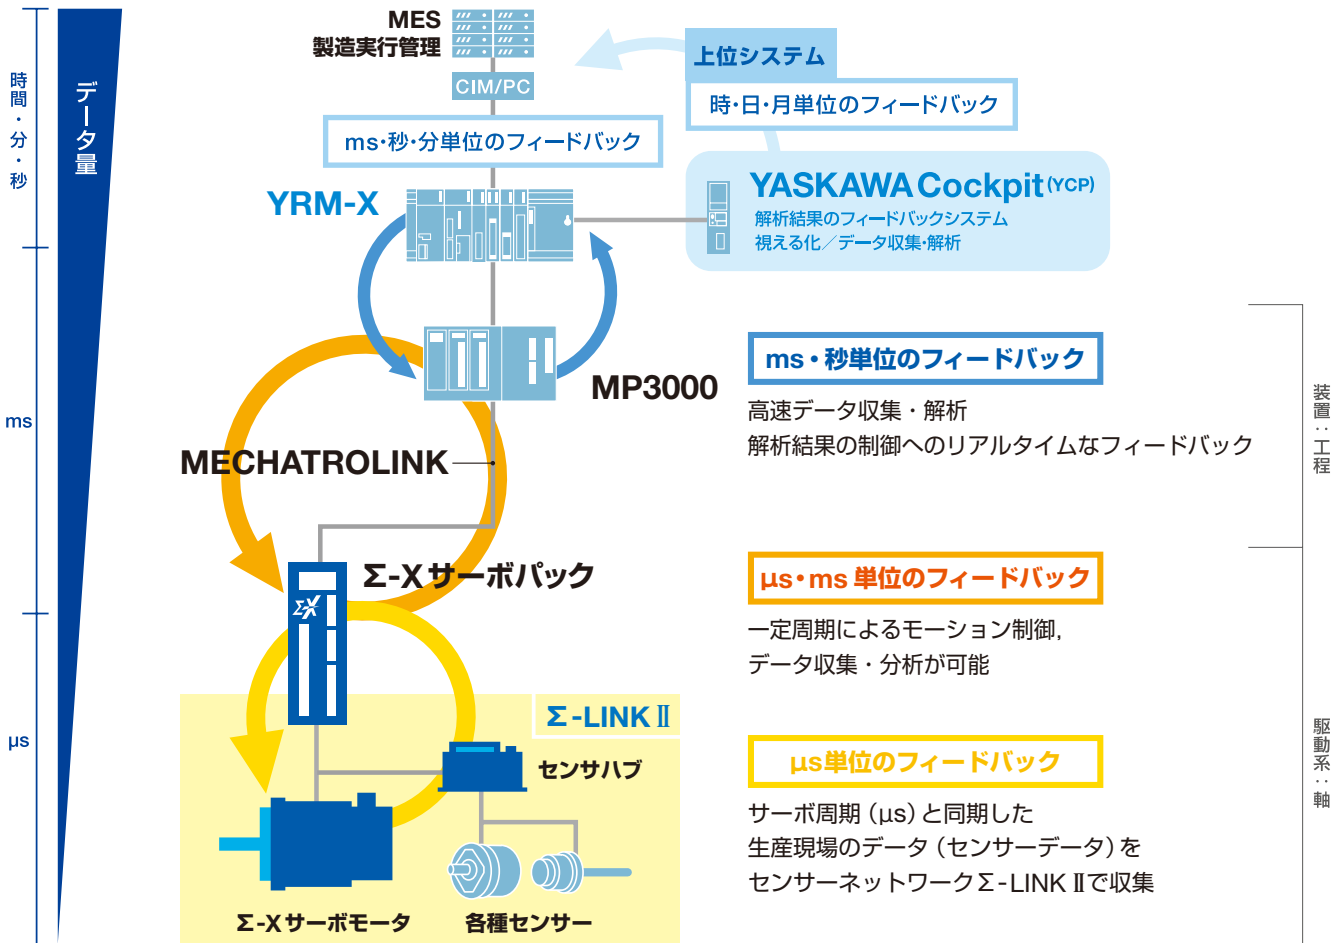 MES
製造実行管理
CIM/PC
上位システム
時・日・月単位のフィードバック
ms・秒・分単位のフィードバック
YRM-X
YASKAWA Cockpit (YCP)
解析結果のフィードバックシステム
視える化／データ収集・解析
時間・分・秒
データ量
ms
μs
MP3000
MECHATROLINK
ms・秒単位のフィードバック
高速データ収集・解析
解析結果の制御へのリアルタイムなフィードバック
装置：工程
Σ-X サーボパック
Σ-X
μs・ms 単位のフィードバック
一定周期によるモーション制御,
データ収集・分析が可能
Σ-LINK Ⅱ
センサハブ
μs単位のフィードバック
サーボ周期（μs）と同期した
生産現場のデータ（センサーデータ）を
センサーネットワークΣ-LINK Ⅱで収集
駆動系：軸
Σ-X サーボモータ
各種センサー